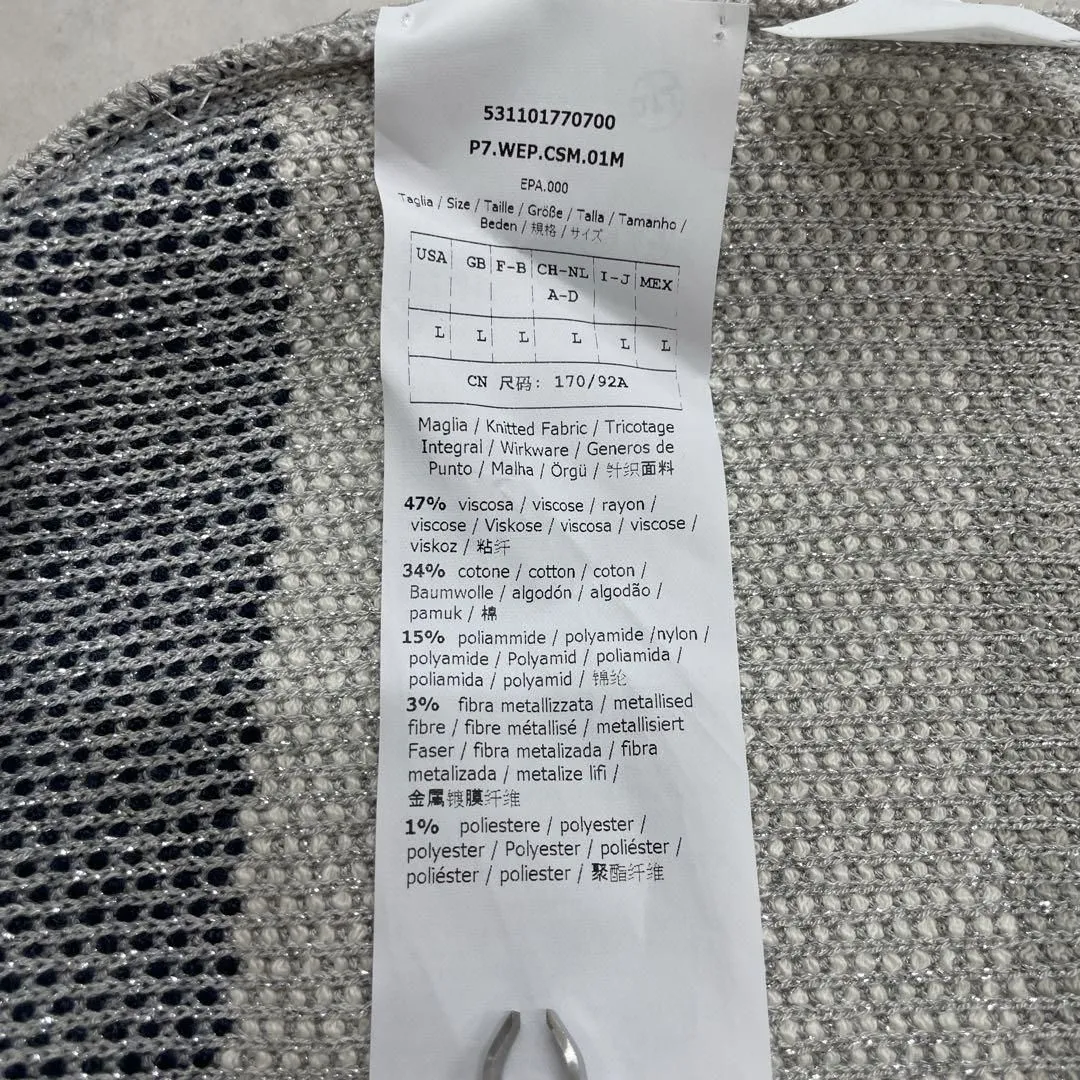 531101770700
P7.WEP.CSM.01M
EPA.000
Taglia / Size / Taille / Größe / Talla / Tamanho /
Beden / 規格 / サイズ
USA GB F-B CH-NL I-J MEX
A-D
L L L L L L
CN 尺码: 170/92A
Maglia / Knitted Fabric / Tricotage
Integral / Wirkware / Generos de
Punto / Malha / Örgü / 针织面料
47% viscosa / viscose / rayon /
viscose / Viskose / viscosa / viscose /
viskoz / 粘纤
34% cotone / cotton / coton /
Baumwolle / algodón / algodão /
pamuk / 棉
15% poliammide / polyamide /nylon /
polyamide / Polyamid / poliamida /
poliamida / polyamid / 锦纶
3% fibra metallizzata / metallised
fibre / fibre métallisé / metallisiert
Faser / fibra metalizada / fibra
metalizada / metalize lifi /
金属镀膜纤维
1% poliestere / polyester /
polyester / Polyester / poliéster /
poliéster / poliester / 聚酯纤维